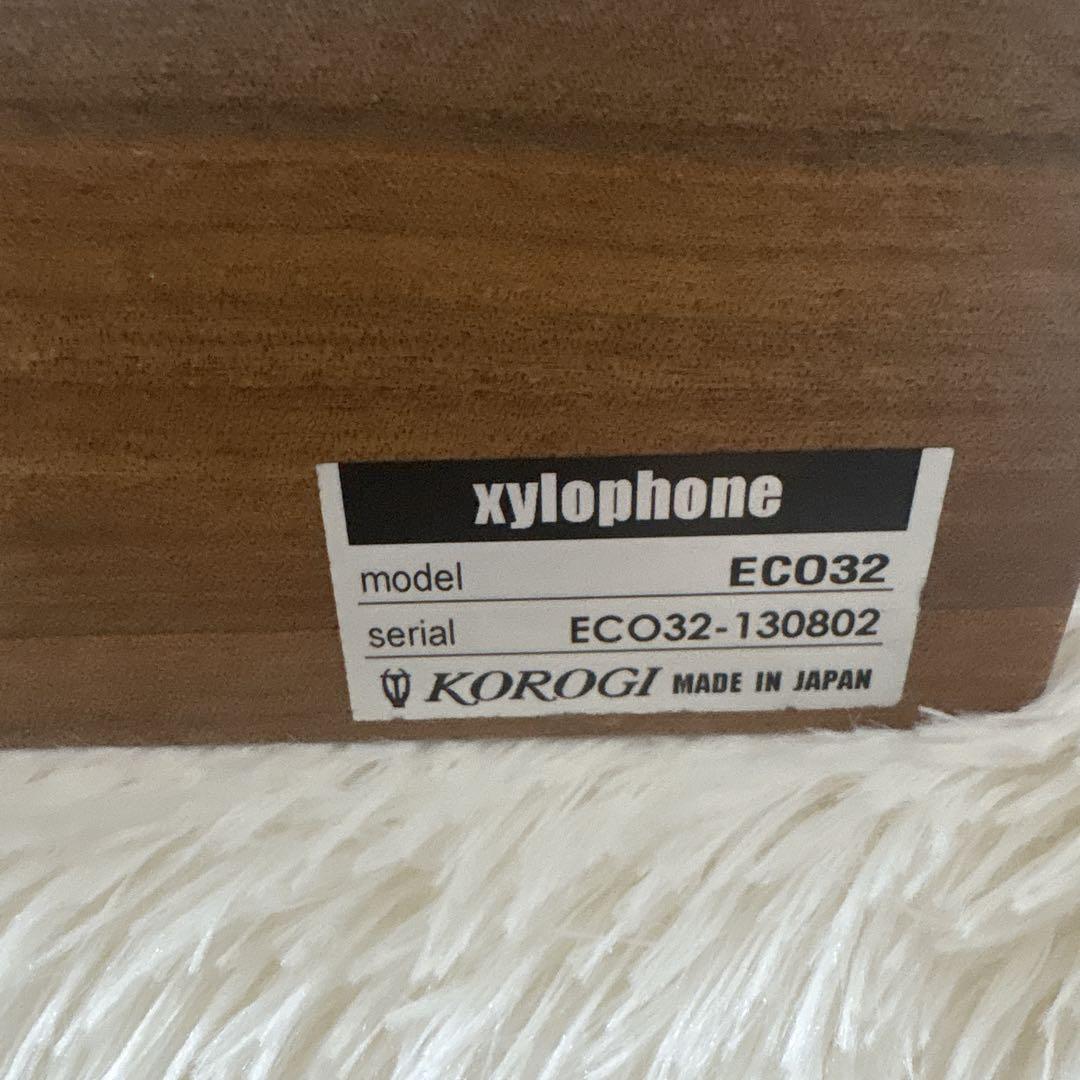 xylophone
model ECO32
serial ECO32-130802
KOROGI MADE IN JAPAN